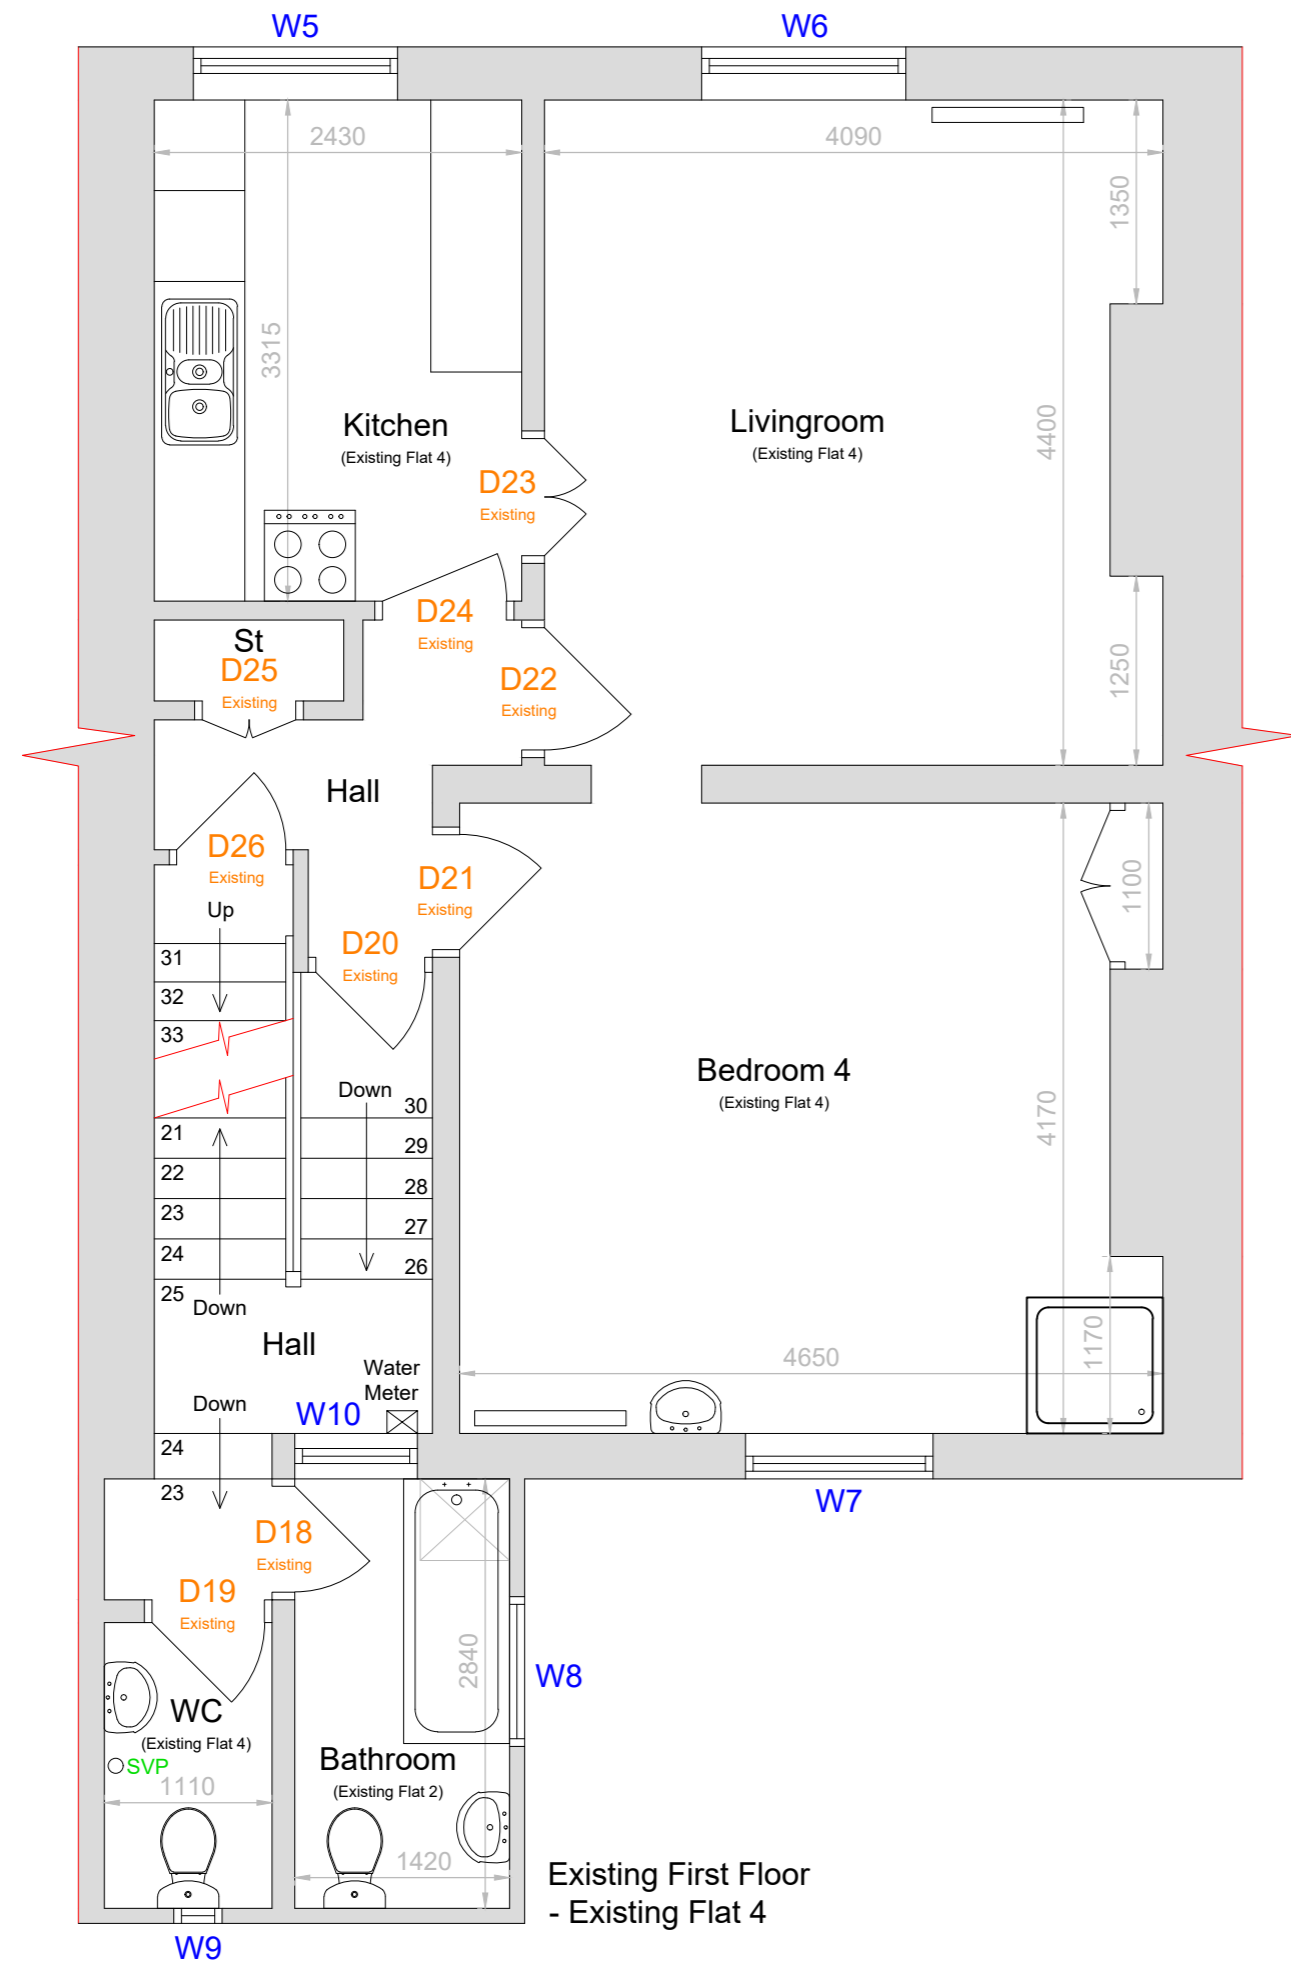 W5
W6
2430
4090
1350
3315
4400
Kitchen
(Existing Flat 4)
Livingroom
(Existing Flat 4)
D23
Existing
D24
Existing
St
D25
Existing
D22
Existing
1250
Hall
D26
Existing
D21
Existing
1100
Up
D20
Existing
31
32
33
Bedroom 4
(Existing Flat 4)
4170
Down
30
29
28
27
26
21
22
23
24
25
Down
Hall
Water
Meter
1170
4650
Down
W10
24
23
W7
D18
Existing
D19
Existing
2840
W8
WC
(Existing Flat 4)
SVP
1110
Bathroom
(Existing Flat 2)
1420
Existing First Floor
- Existing Flat 4
W9